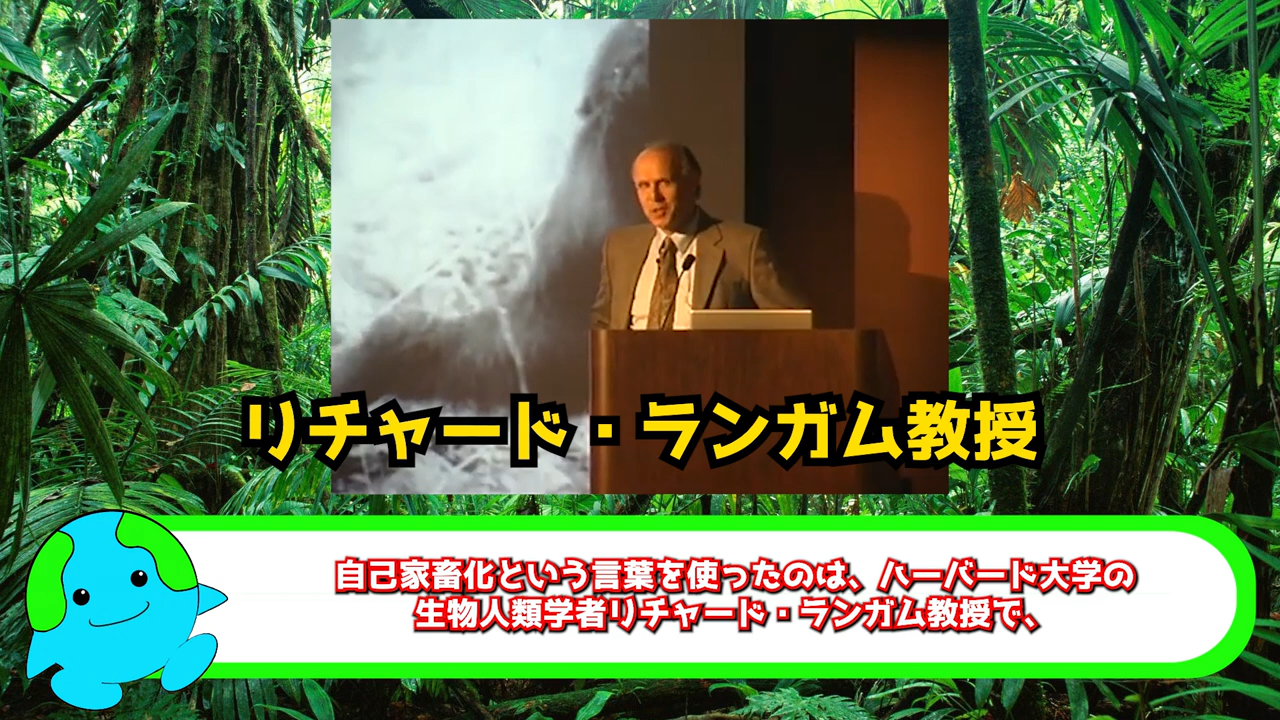 リチャード・ランガム教授
自己家畜化という言葉を使ったのは、ハーバード大学の
生物人類学者リチャード・ランガム教授で、